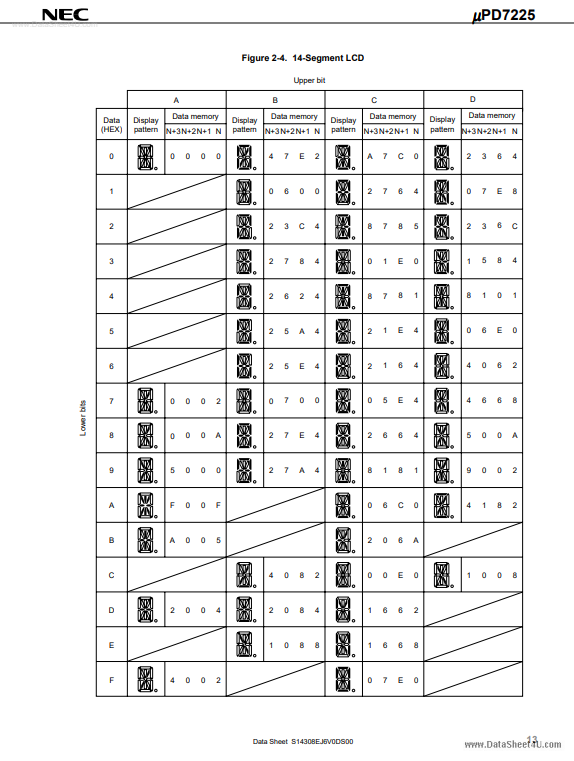 NEC
μPD7225
www.DataSheet4U.com
Figure 2-4. 14-Segment LCD
Upper bit
A B C D
Data (HEX) Display pattern Data memory Display pattern Data memory Display pattern Data memory Display pattern Data memory
N+3 N+2 N+1 N N+3 N+2 N+1 N N+3 N+2 N+1 N N+3 N+2 N+1 N
0 0 0 0 0 4 7 E 2 A 7 C 0 2 3 6 4
1 0 6 0 0 2 7 6 4 0 7 E 8
2 2 3 C 4 8 7 8 5 2 3 6 C
3 2 7 8 4 0 1 E 0 1 5 8 4
4 2 6 2 4 8 7 8 1 8 1 0 1
5 2 5 A 4 2 1 E 4 0 6 E 0
6 2 5 E 4 2 1 6 4 4 0 6 2
7 0 0 0 2 0 7 0 0 0 5 E 4 4 6 6 8
8 0 0 0 A 2 7 E 4 2 6 6 4 5 0 0 A
9 5 0 0 0 2 7 A 4 8 1 8 1 9 0 0 2
A F 0 0 F 0 6 C 0 4 1 8 2
B A 0 0 5 2 0 6 A
C 4 0 8 2 0 0 E 0 1 0 0 8
D 2 0 0 4 2 0 8 4 1 6 6 2
E 1 0 8 8 1 6 6 8
F 4 0 0 2 0 7 E 0
Lower bits
Data Sheet S14308EJ6V0DS00
13
www.DataSheet4U.com